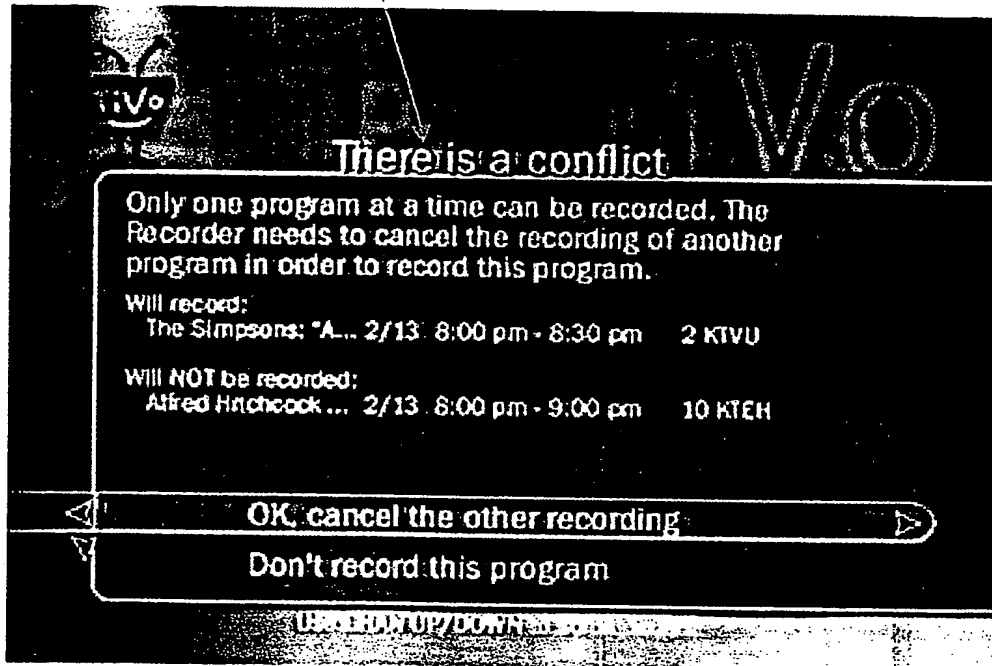 TiVo
iVo
There is a conflict
Only one program at a time can be recorded. The
Recorder needs to cancel the recording of another
program in order to record this program.
Will record:
The Simpsons: "A... 2/13 8:00 pm - 8:30 pm 2 KTVU
Will NOT be recorded:
Alfred Hitchcock ... 2/13 8:00 pm - 9:00 pm 10 KTEH
OK, cancel the other recording
Don't record this program
UP/DOWN